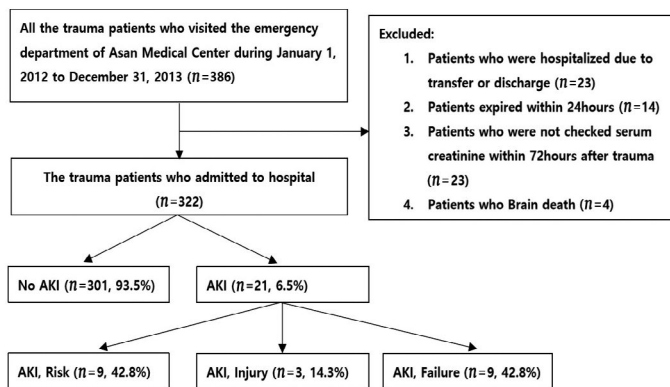 All the trauma patients who visited the emergency
department of Asan Medical Center during January 1,
2012 to December 31, 2013 (n=386)
Excluded:
1. Patients who were hospitalized due to
transfer or discharge (n=23)
2. Patients expired within 24hours (n=14)
3. Patients who were not checked serum
creatinine within 72hours after trauma
(n=23)
4. Patients who Brain death (n=4)
The trauma patients who admitted to hospital
(n=322)
No AKI (n=301, 93.5%)
AKI (n=21, 6.5%)
AKI, Risk (n=9, 42.8%)
AKI, Injury (n=3, 14.3%)
AKI, Failure (n=9, 42.8%)